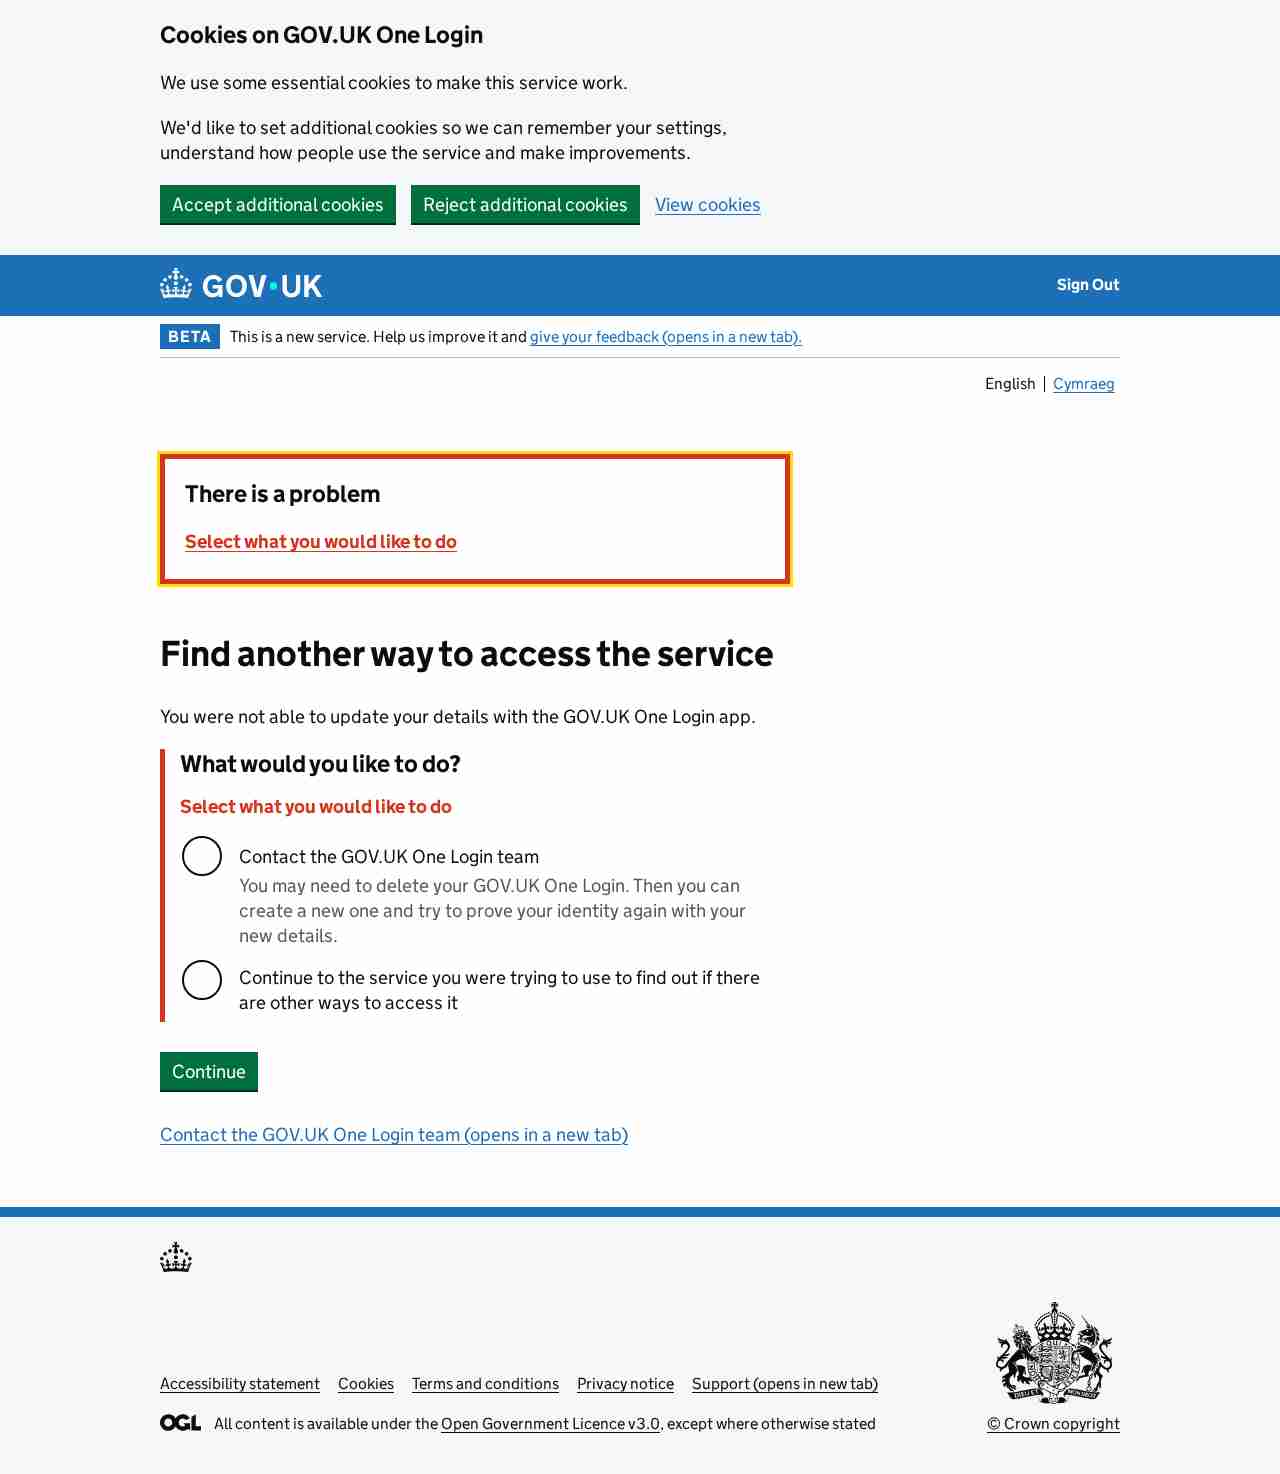 Cookies on GOV.UK One Login
We use some essential cookies to make this service work.
We'd like to set additional cookies so we can remember your settings,
understand how people use the service and make improvements.
Accept additional cookies Reject additional cookies View cookies
GOV·UK Sign Out
BETA This is a new service. Help us improve it and give your feedback (opens in a new tab).
English Cymraeg
There is a problem
Select what you would like to do
Find another way to access the service
You were not able to update your details with the GOV.UK One Login app.
What would you like to do?
Select what you would like to do
Contact the GOV.UK One Login team
You may need to delete your GOV.UK One Login. Then you can
create a new one and try to prove your identity again with your
new details.
Continue to the service you were trying to use to find out if there
are other ways to access it
Continue
Contact the GOV.UK One Login team (opens in a new tab)
Accessibility statement Cookies Terms and conditions Privacy notice Support (opens in new tab)
OGL All content is available under the Open Government Licence v3.0, except where otherwise stated
© Crown copyright